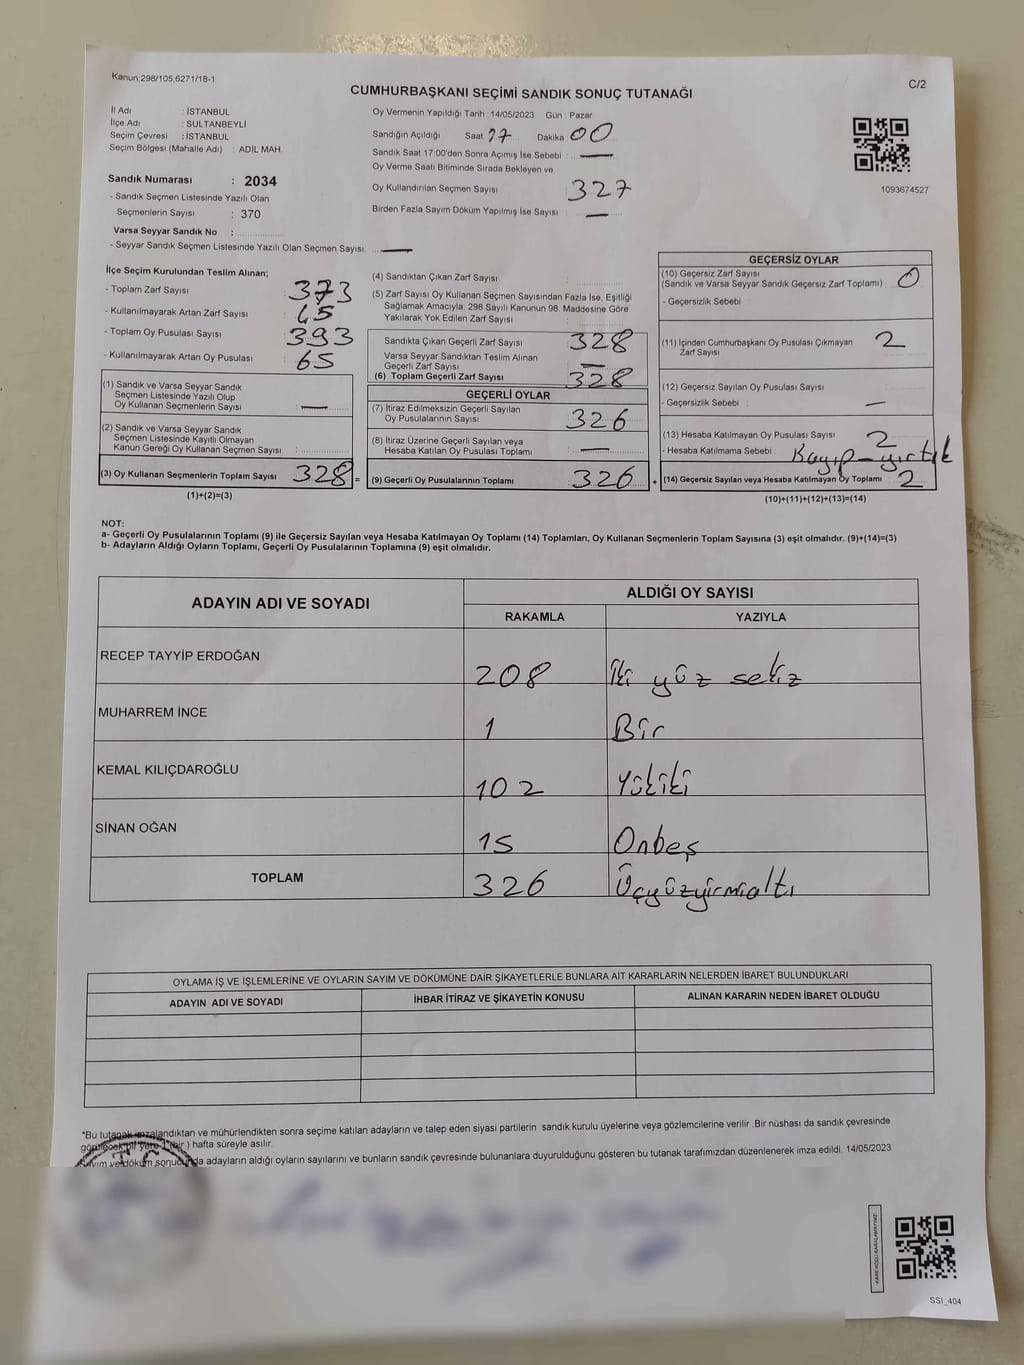 Kanun;298/105,6271/18-1
C/2
CUMHURBAŞKANI SEÇİMİ SANDIK SONUÇ TUTANAĞI
İl Adı : İSTANBUL
İlçe Adı : SULTANBEYLİ
Seçim Çevresi : İSTANBUL
Seçim Bölgesi (Mahalle Adı) : ADİL MAH.
Sandık Numarası : 2034
- Sandık Seçmen Listesinde Yazılı Olan
Seçmenlerin Sayısı : 370
Varsa Seyyar Sandık No :
- Seyyar Sandık Seçmen Listesinde Yazılı Olan Seçmen Sayısı: —
Oy Vermenin Yapıldığı Tarih : 14/05/2023 Gün : Pazar
Sandığın Açıldığı Saat 17 Dakika 00
Sandık Saat 17:00'den Sonra Açımış İse Sebebi : —
Oy Verme Saati Bitiminde Sırada Bekleyen ve
Oy Kullandırılan Seçmen Sayısı 327
Birden Fazla Sayım Döküm Yapılmış İse Sayısı : —
1093674527
İlçe Seçim Kurulundan Teslim Alınan;
- Toplam Zarf Sayısı : 373
- Kullanılmayarak Artan Zarf Sayısı : 45
- Toplam Oy Pusulası Sayısı : 393
- Kullanılmayarak Artan Oy Pusulası : 65
(1) Sandık ve Varsa Seyyar Sandık
Seçmen Listesinde Yazılı Olup
Oy Kullanan Seçmenlerin Sayısı : —
(2) Sandık ve Varsa Seyyar Sandık
Seçmen Listesinde Kayıtlı Olmayan
Kanun Gereği Oy Kullanan Seçmen Sayısı :
(3) Oy Kullanan Seçmenlerin Toplam Sayısı 328 =
(1)+(2)=(3)
(4) Sandıktan Çıkan Zarf Sayısı :
(5) Zarf Sayısı Oy Kullanan Seçmen Sayısından Fazla İse, Eşitliği
Sağlamak Amacıyla, 298 Sayılı Kanunun 98. Maddesine Göre
Yakılarak Yok Edilen Zarf Sayısı :
Sandıkta Çıkan Geçerli Zarf Sayısı 328
Varsa Seyyar Sandıktan Teslim Alınan
Geçerli Zarf Sayısı —
(6) Toplam Geçerli Zarf Sayısı 328
GEÇERLİ OYLAR
(7) İtiraz Edilmeksizin Geçerli Sayılan
Oy Pusulalarının Sayısı : 326
(8) İtiraz Üzerine Geçerli Sayılan veya
Hesaba Katılan Oy Pusulası Toplamı : —
(9) Geçerli Oy Pusulalarının Toplamı : 326 +
GEÇERSİZ OYLAR
(10) Geçersiz Zarf Sayısı
(Sandık ve Varsa Seyyar Sandık Geçersiz Zarf Toplamı) : 0
- Geçersizlik Sebebi :
(11) İçinden Cumhurbaşkanı Oy Pusulası Çıkmayan
Zarf Sayısı 2
(12) Geçersiz Sayılan Oy Pusulası Sayısı :
- Geçersizlik Sebebi : —
(13) Hesaba Katılmayan Oy Pusulası Sayısı : 2
- Hesaba Katılmama Sebebi : Kayıp-yırtık
(14) Geçersiz Sayılan veya Hesaba Katılmayan Oy Toplamı : 2
(10)+(11)+(12)+(13)=(14)
NOT:
a- Geçerli Oy Pusulalarının Toplamı (9) ile Geçersiz Sayılan veya Hesaba Katılmayan Oy Toplamı (14) Toplamları, Oy Kullanan Seçmenlerin Toplam Sayısına (3) eşit olmalıdır. (9)+(14)=(3)
b- Adayların Aldığı Oyların Toplamı, Geçerli Oy Pusulalarının Toplamına (9) eşit olmalıdır.
ADAYIN ADI VE SOYADI
ALDIĞI OY SAYISI
RAKAMLA YAZIYLA
RECEP TAYYİP ERDOĞAN 208 iki yüz sekiz
MUHARREM İNCE 1 Bir
KEMAL KILIÇDAROĞLU 102 Yüziki
SİNAN OĞAN 15 Onbeş
TOPLAM 326 Üçyüzyirmialtı
OYLAMA İŞ VE İŞLEMLERİNE VE OYLARIN SAYIM VE DÖKÜMÜNE DAİR ŞİKAYETLERLE BUNLARA AİT KARARLARIN NELERDEN İBARET BULUNDUKLARI
ADAYIN ADI VE SOYADI İHBAR İTİRAZ VE ŞİKAYETİN KONUSU ALINAN KARARIN NEDEN İBARET OLDUĞU
*Bu tutanak imzalandıktan ve mühürlendikten sonra seçime katılan adayların ve talep eden siyasi partilerin sandık kurulu üyelerine veya gözlemcilerine verilir. Bir nüshası da sandık çevresinde
görülecek bir yere 1 (bir ) hafta süreyle asılır.
Sayım ve döküm sonucunda adayların aldığı oyların sayılarını ve bunların sandık çevresinde bulunanlara duyurulduğunu gösteren bu tutanak tarafımızdan düzenlenerek imza edildi. 14/05/2023
T.C.
SSI_404